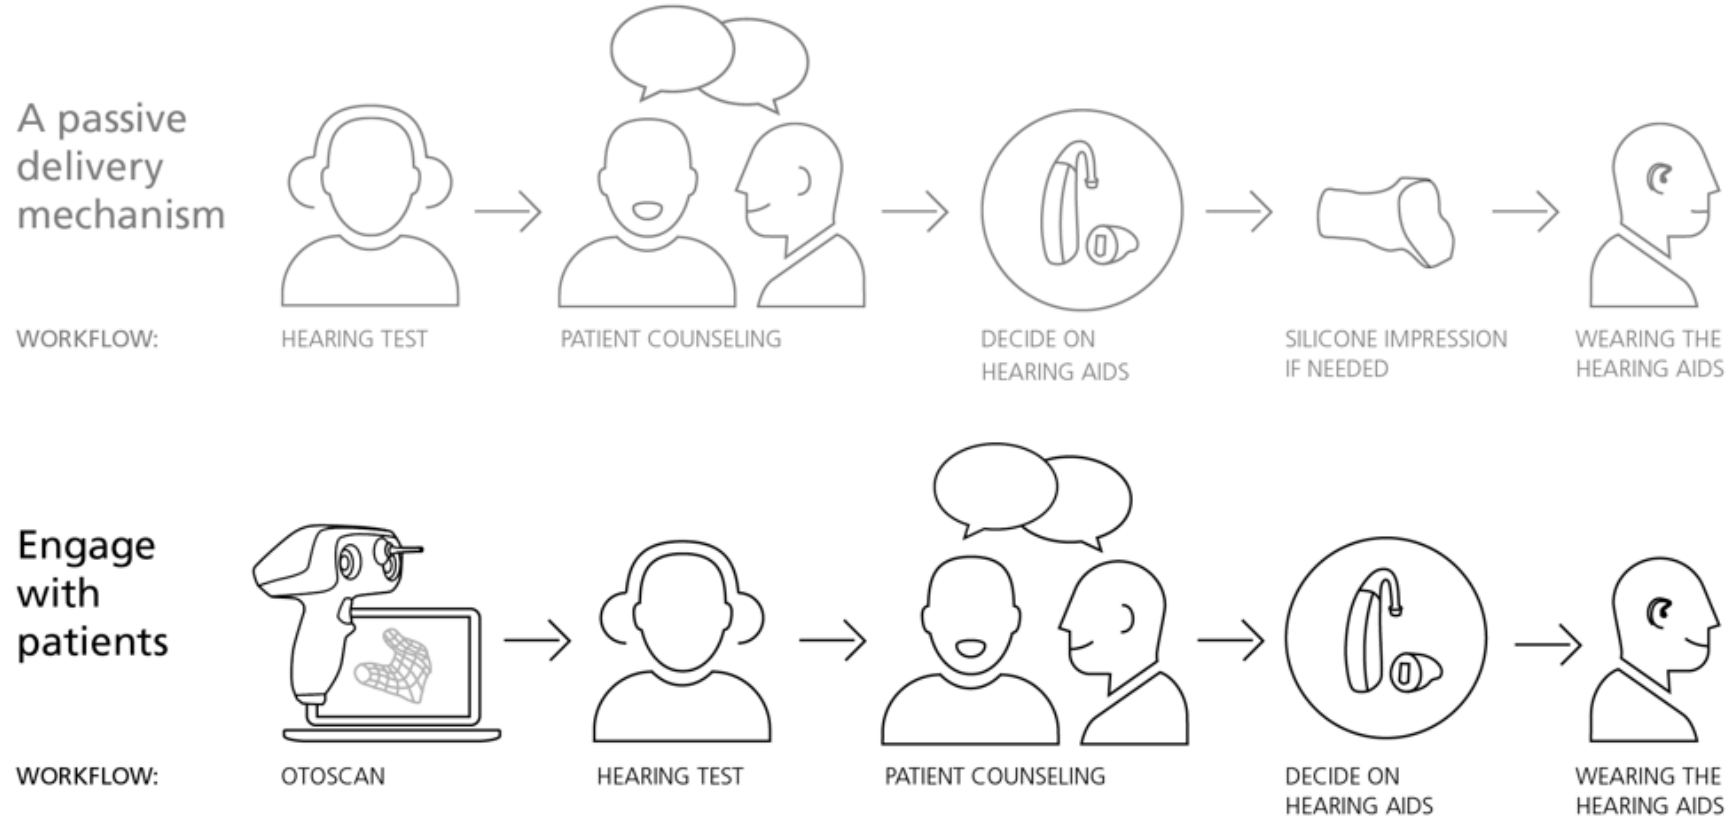 A passive
delivery
mechanism
WORKFLOW:
HEARING TEST
PATIENT COUNSELING
DECIDE ON
HEARING AIDS
SILICONE IMPRESSION
IF NEEDED
WEARING THE
HEARING AIDS
Engage
with
patients
WORKFLOW:
OTOSCAN
HEARING TEST
PATIENT COUNSELING
DECIDE ON
HEARING AIDS
WEARING THE
HEARING AIDS